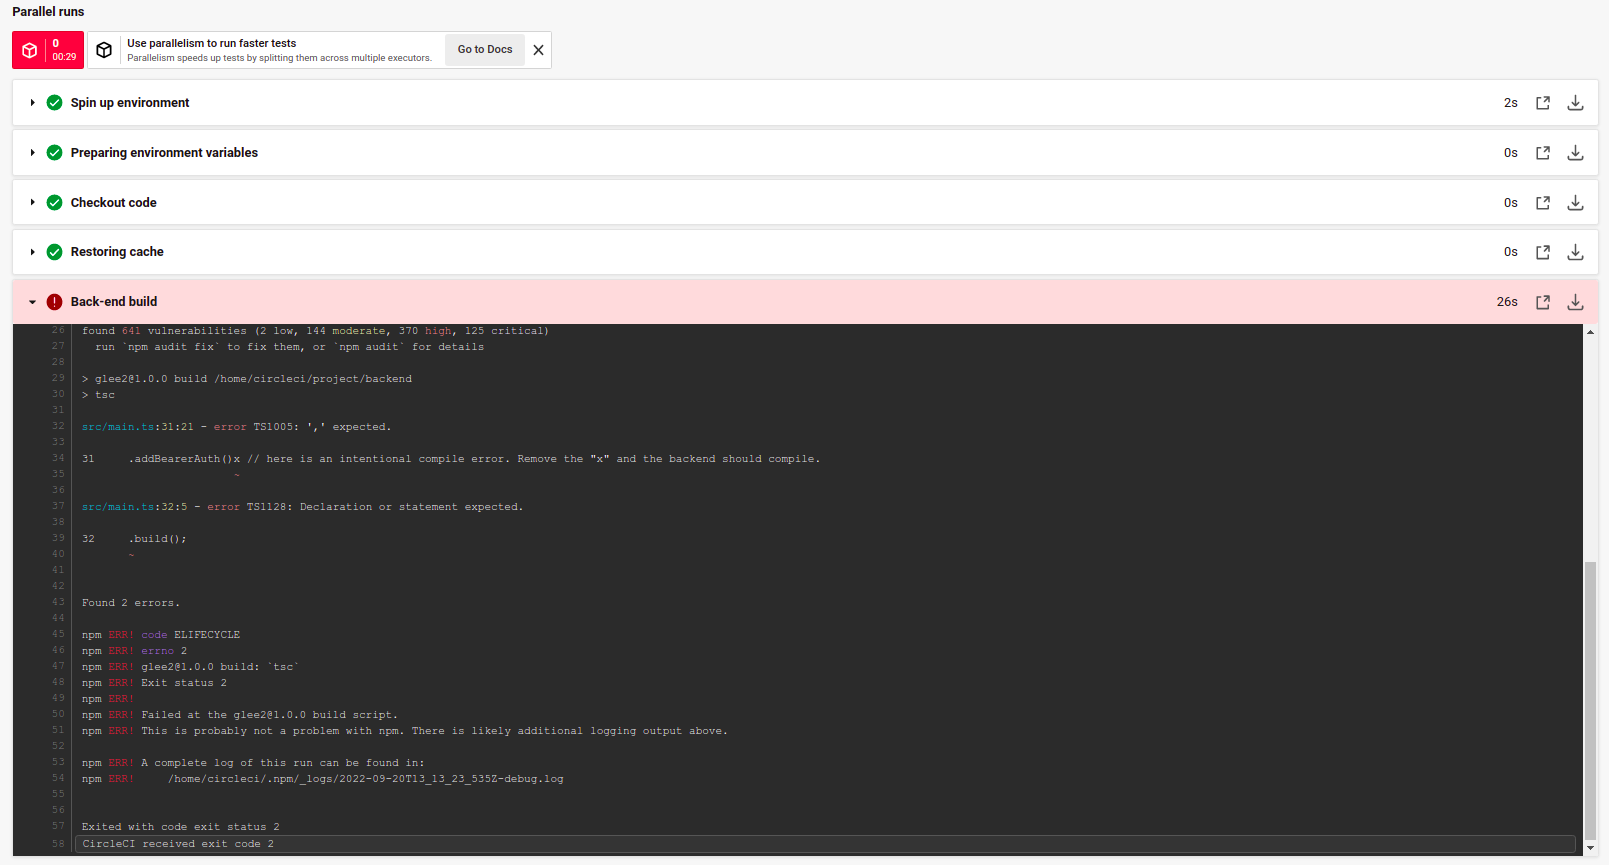 Parallel runs
0
00:29
Use parallelism to run faster tests
Parallelism speeds up tests by splitting them across multiple executors.
Go to Docs
Spin up environment 2s
Preparing environment variables 0s
Checkout code 0s
Restoring cache 0s
Back-end build 26s
26 found 641 vulnerabilities (2 low, 144 moderate, 370 high, 125 critical)
27 run `npm audit fix` to fix them, or `npm audit` for details
28
29 > glee2@1.0.0 build /home/circleci/project/backend
30 > tsc
31
32 src/main.ts:31:21 - error TS1005: ',' expected.
33
34 31 .addBearerAuth()x // here is an intentional compile error. Remove the "x" and the backend should compile.
35 ~
36
37 src/main.ts:32:5 - error TS1128: Declaration or statement expected.
38
39 32 .build();
40 ~
41
42
43 Found 2 errors.
44
45 npm ERR! code ELIFECYCLE
46 npm ERR! errno 2
47 npm ERR! glee2@1.0.0 build: `tsc`
48 npm ERR! Exit status 2
49 npm ERR!
50 npm ERR! Failed at the glee2@1.0.0 build script.
51 npm ERR! This is probably not a problem with npm. There is likely additional logging output above.
52
53 npm ERR! A complete log of this run can be found in:
54 npm ERR! /home/circleci/.npm/_logs/2022-09-20T13_13_23_535Z-debug.log
55
56
57 Exited with code exit status 2
58 CircleCI received exit code 2